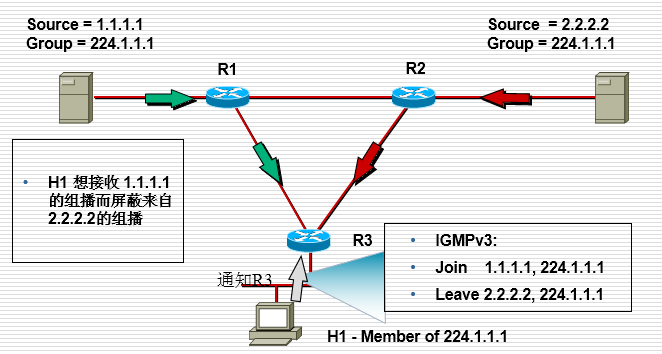 Source = 1.1.1.1
Group = 224.1.1.1
Source = 2.2.2.2
Group = 224.1.1.1
R1
R2
• H1 想接收 1.1.1.1
的组播而屏蔽来自
2.2.2.2的组播
R3
通知R3
• IGMPv3:
• Join 1.1.1.1, 224.1.1.1
• Leave 2.2.2.2, 224.1.1.1
H1 - Member of 224.1.1.1